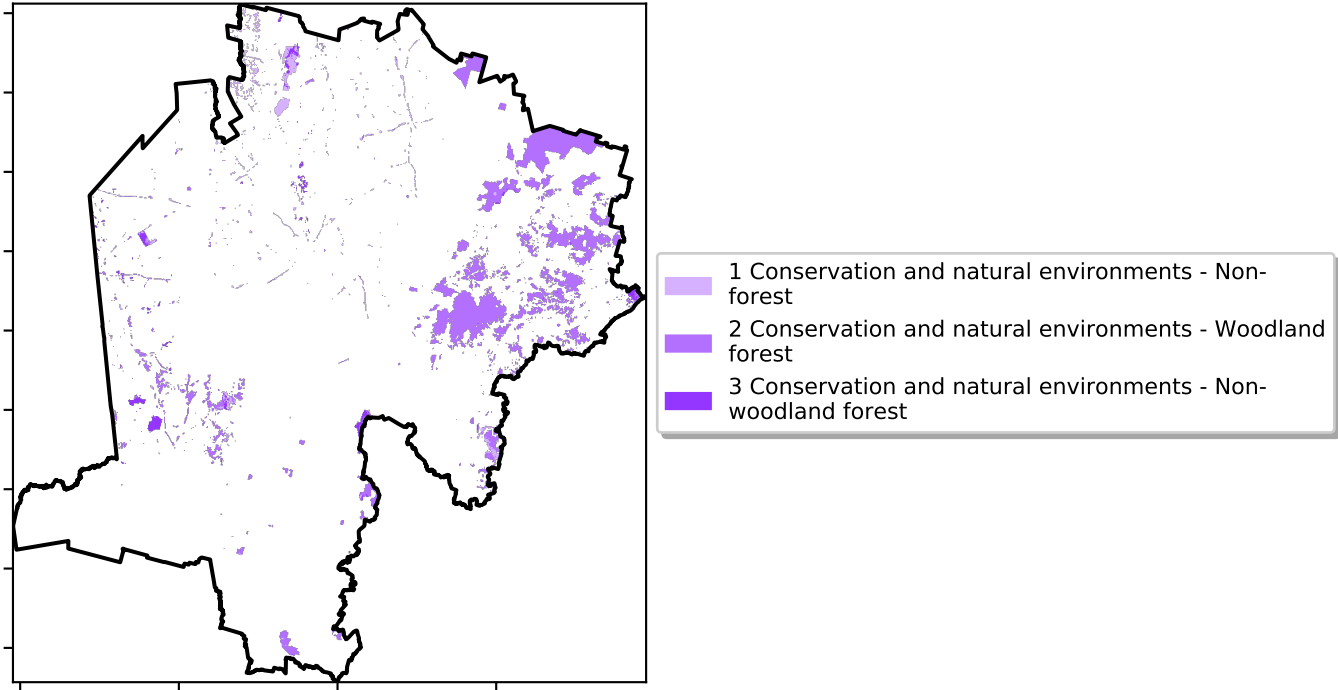 1 Conservation and natural environments - Non-
forest
2 Conservation and natural environments - Woodland
forest
3 Conservation and natural environments - Non-
woodland forest